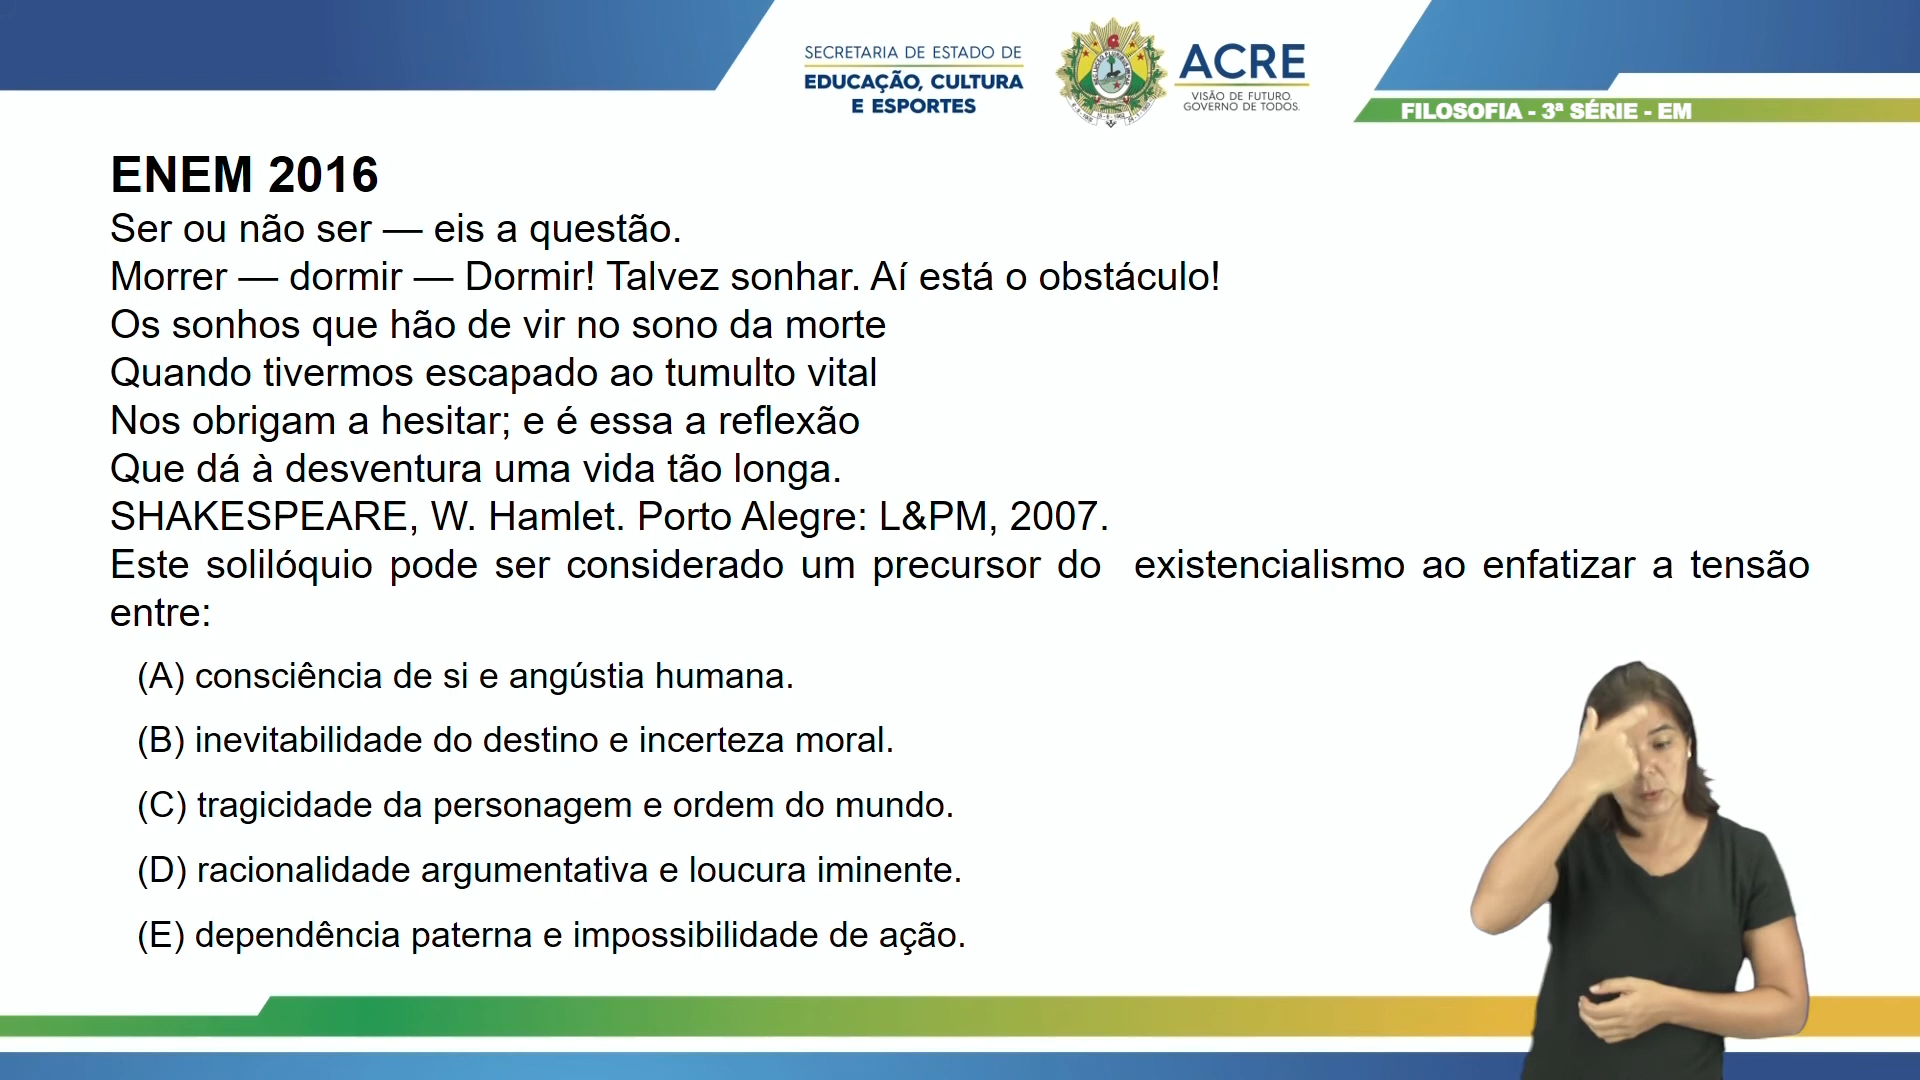 SECRETARIA DE ESTADO DE
EDUCAÇÃO, CULTURA
E ESPORTES
ACRE
VISÃO DE FUTURO.
GOVERNO DE TODOS.
FILOSOFIA - 3ª SÉRIE - EM
ENEM 2016
Ser ou não ser — eis a questão.
Morrer — dormir — Dormir! Talvez sonhar. Aí está o obstáculo!
Os sonhos que hão de vir no sono da morte
Quando tivermos escapado ao tumulto vital
Nos obrigam a hesitar; e é essa a reflexão
Que dá à desventura uma vida tão longa.
SHAKESPEARE, W. Hamlet. Porto Alegre: L&PM, 2007.
Este solilóquio pode ser considerado um precursor do existencialismo ao enfatizar a tensão
entre:
(A) consciência de si e angústia humana.
(B) inevitabilidade do destino e incerteza moral.
(C) tragicidade da personagem e ordem do mundo.
(D) racionalidade argumentativa e loucura iminente.
(E) dependência paterna e impossibilidade de ação.